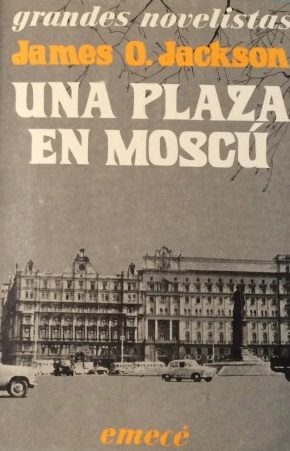 grandes novelistas
James O. Jackson
UNA PLAZA
EN MOSCÚ
emecé